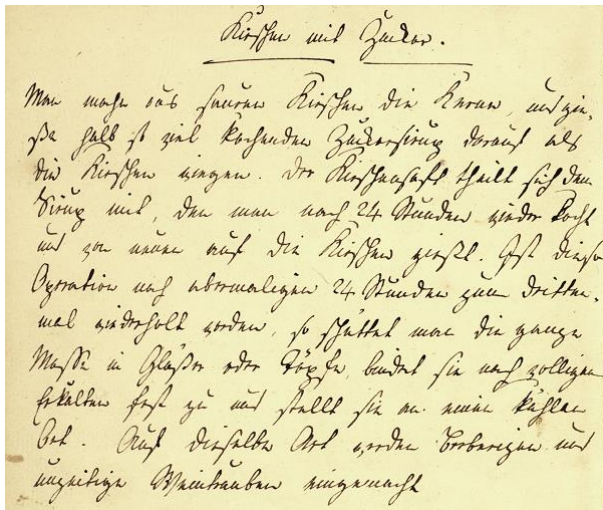 Kirschen mit Zucker.
Man mache aus sauren Kirschen die Kerne, und gie-
ße halb so viel kochenden Zuckersirup darauf als
die Kirschen wiegen. Der Kirschensaft theilt sich dem
Sirup mit, den man nach 24 Stunden wieder kocht
und von neuem auf die Kirschen gießt. Ist diese
Operation nach abermaligen 24 Stunden zum dritten-
mal wiederholt worden, so schüttet man die ganze
Masse in Gläser oder Töpfe, bindet sie nach völligem
Erkalten fest zu und stellt sie an einen kühlen
Ort. Auf dieselbe Art werden Berberizen und
unzeitige Weintrauben eingemacht